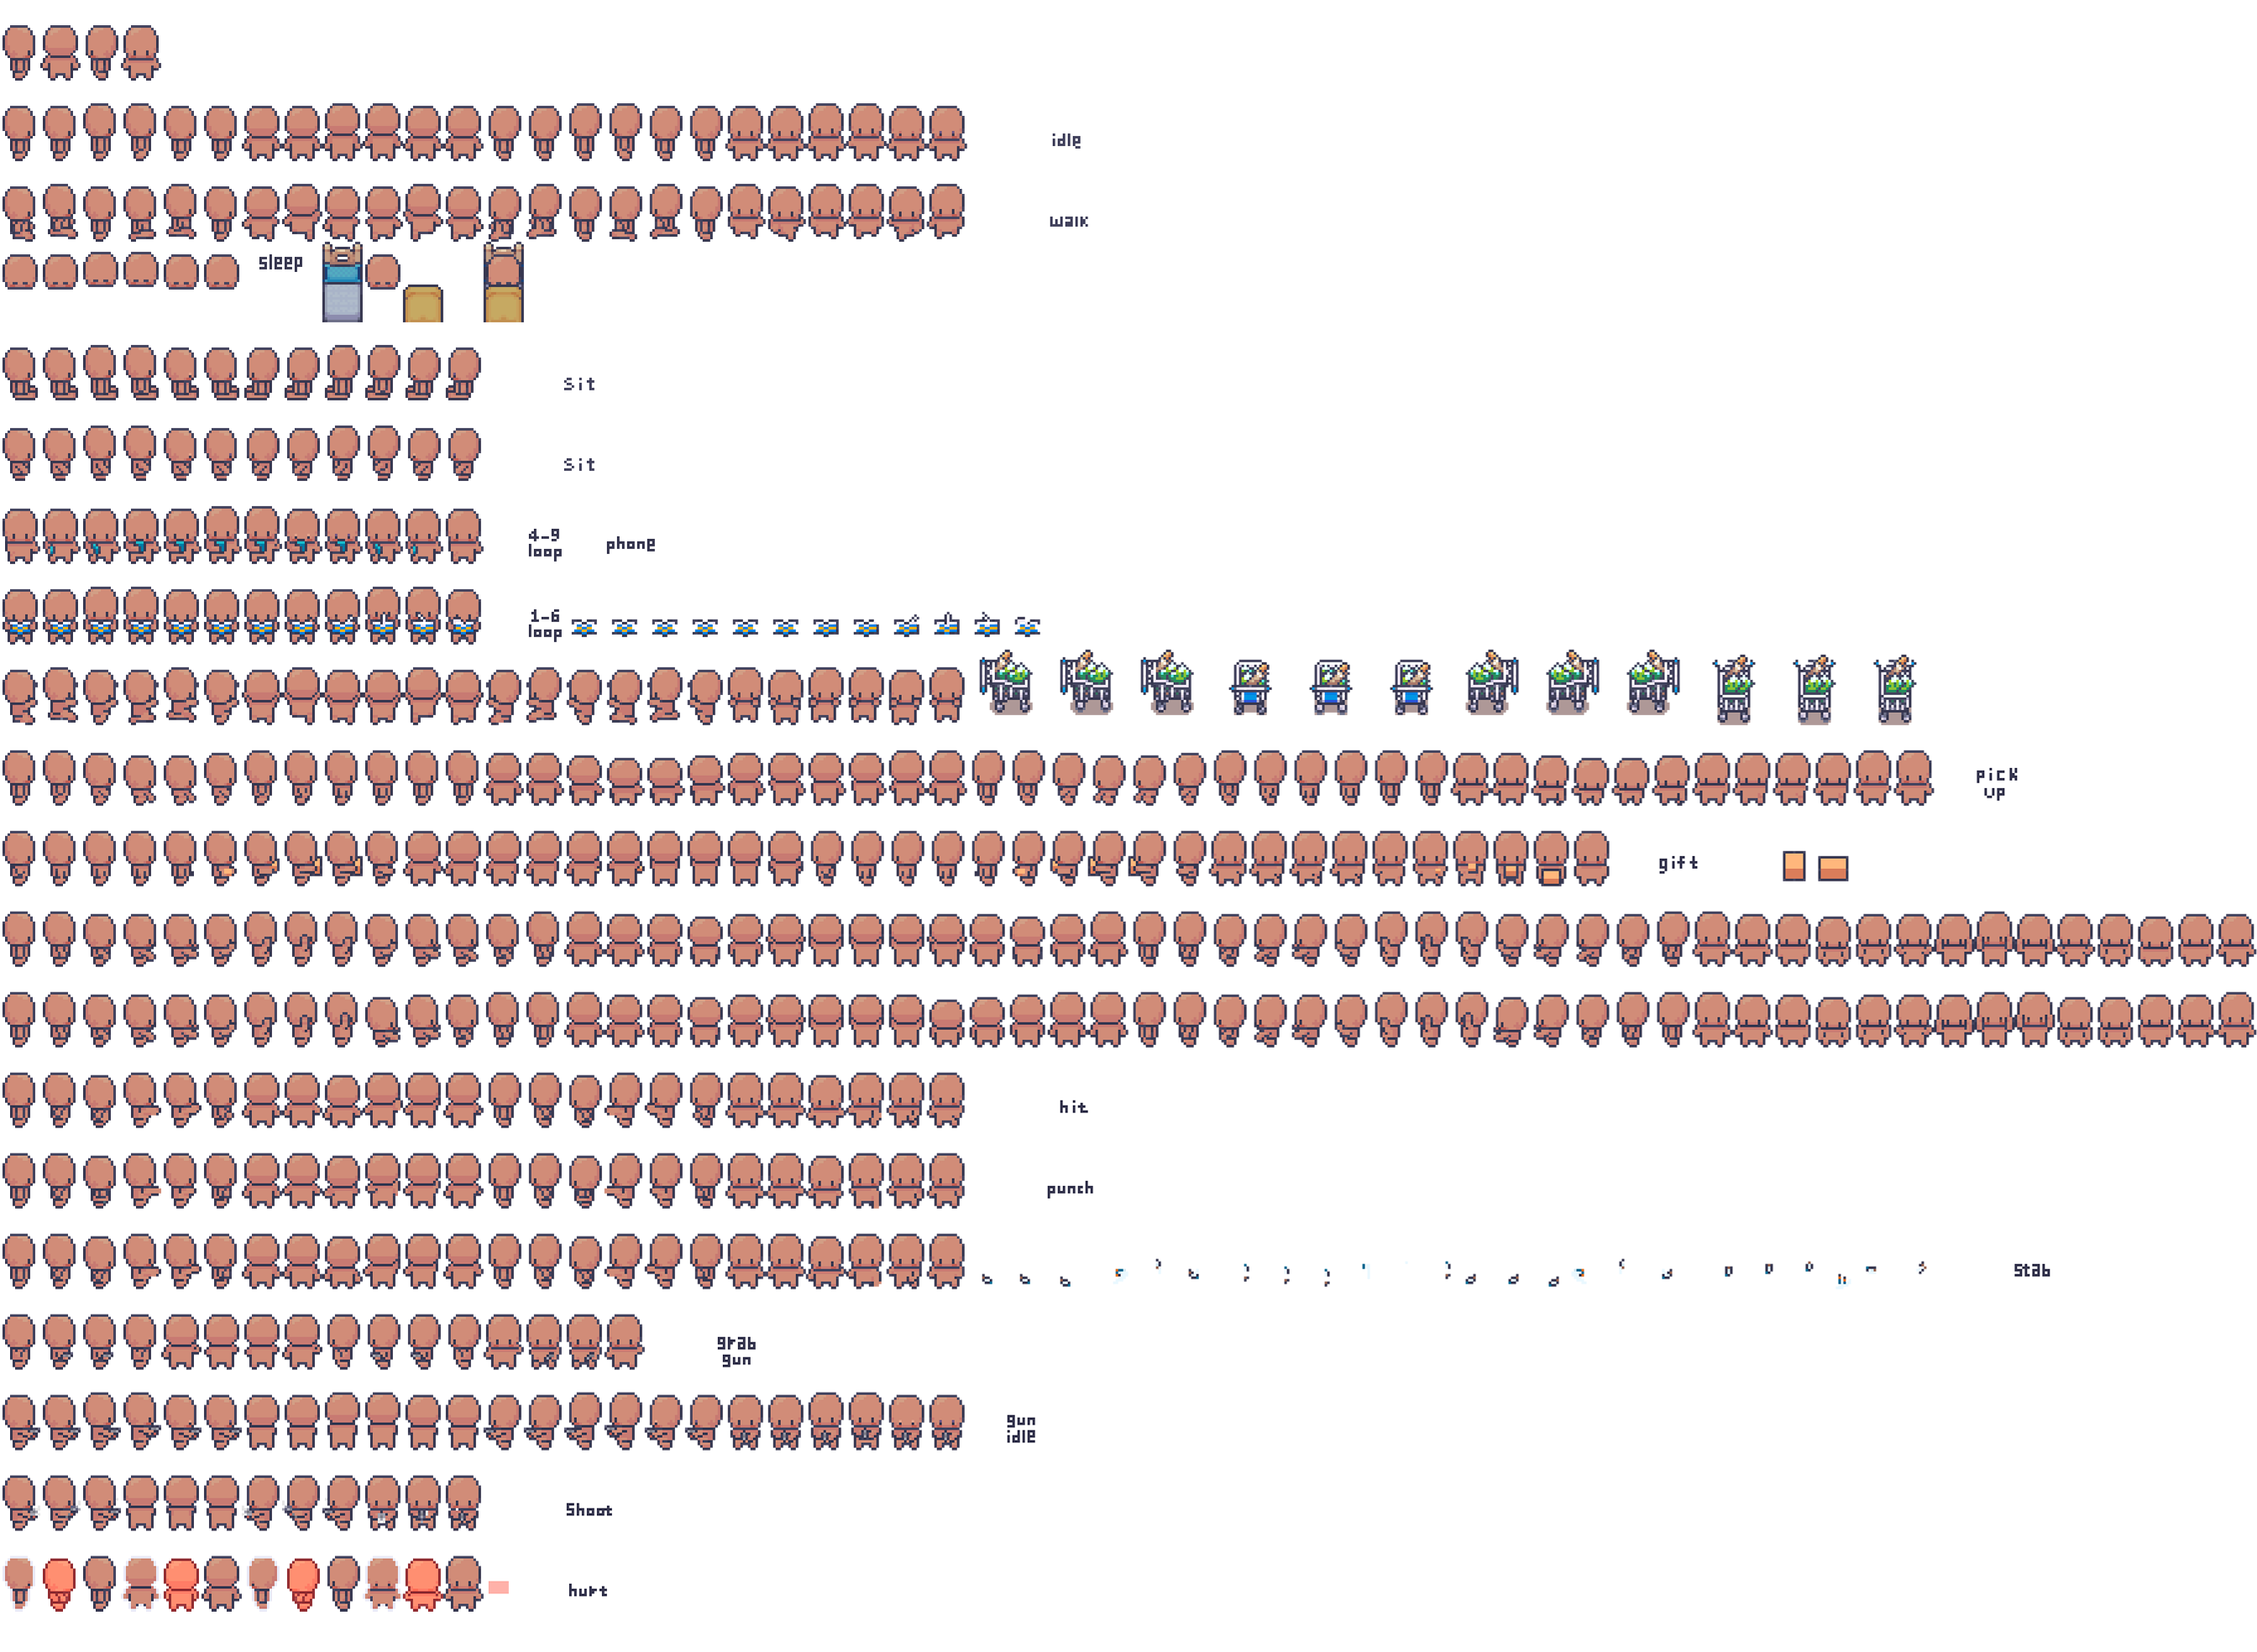 idle
walk
sleep
sit
sit
4-9
loop
phone
1-6
loop
pick
up
gift
hit
punch
stab
grab
gun
gun
idle
shoot
hurt